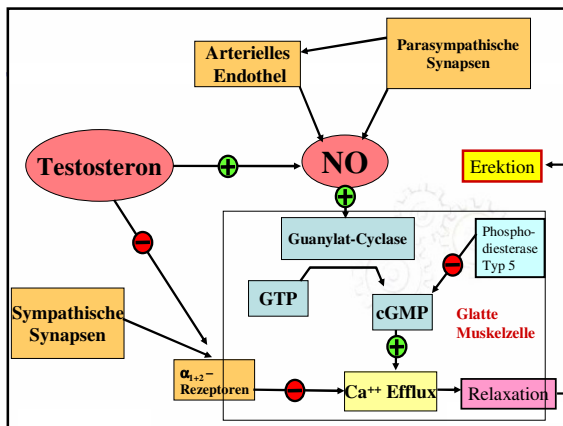 Arterielles
Endothel
Parasympathische
Synapsen
Testosteron
+
NO
Erektion
+
Guanylat-Cyclase
Phospho-
diesterase
Typ 5
−
−
GTP
cGMP
Glatte
Muskelzelle
Sympathische
Synapsen
+
α1+2 –
Rezeptoren
−
Ca++ Efflux
Relaxation